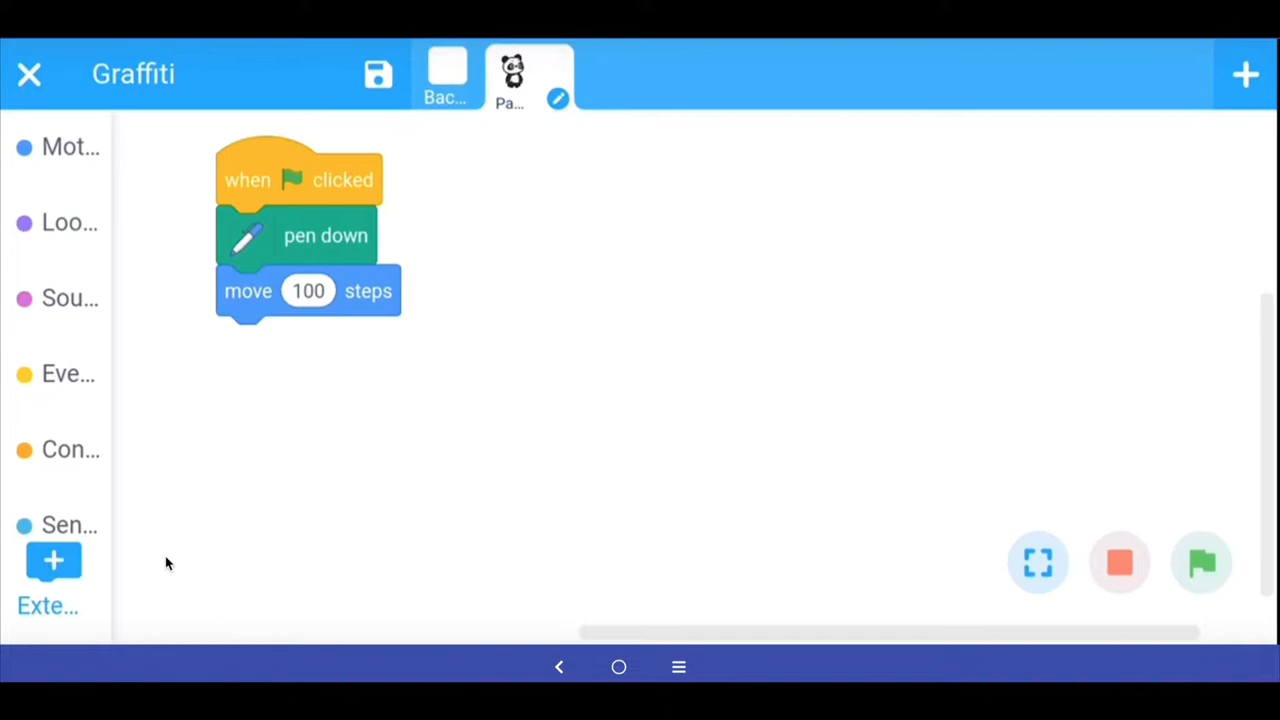 Graffiti
Bac...
Pa...
Mot...
Loo...
Sou...
Eve...
Con...
Sen...
Exte...
when clicked
pen down
move 100 steps